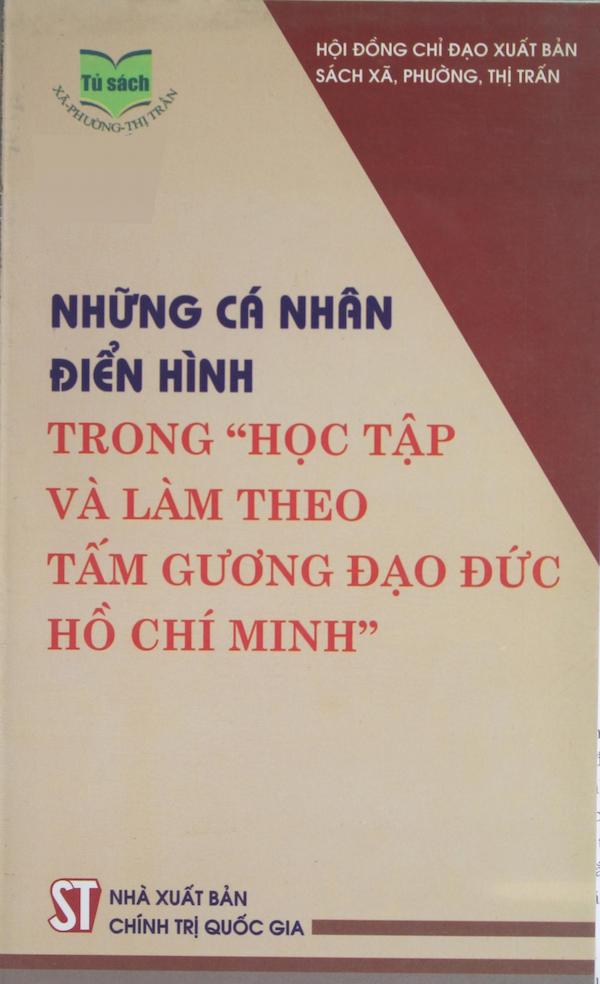 HỘI ĐỒNG CHỈ ĐẠO XUẤT BẢN
SÁCH XÃ, PHƯỜNG, THỊ TRẤN
Tủ sách
XÃ-PHƯỜNG-THỊ TRẤN
NHỮNG CÁ NHÂN
ĐIỂN HÌNH
TRONG “HỌC TẬP
VÀ LÀM THEO
TẤM GƯƠNG ĐẠO ĐỨC
HỒ CHÍ MINH”
ST
NHÀ XUẤT BẢN
CHÍNH TRỊ QUỐC GIA